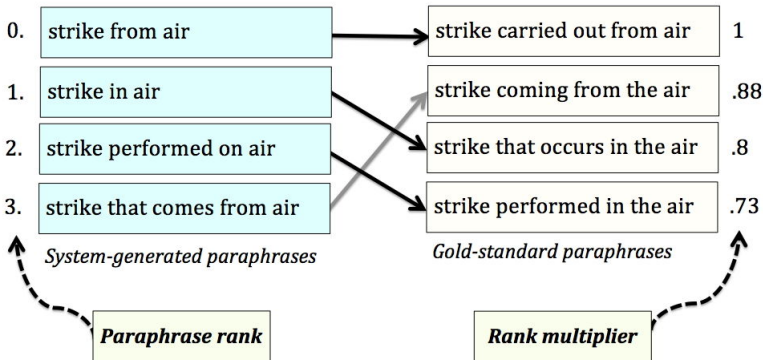 0. strike from air strike carried out from air 1
1. strike in air strike coming from the air .88
2. strike performed on air strike that occurs in the air .8
3. strike that comes from air strike performed in the air .73
System-generated paraphrases Gold-standard paraphrases
Paraphrase rank Rank multiplier